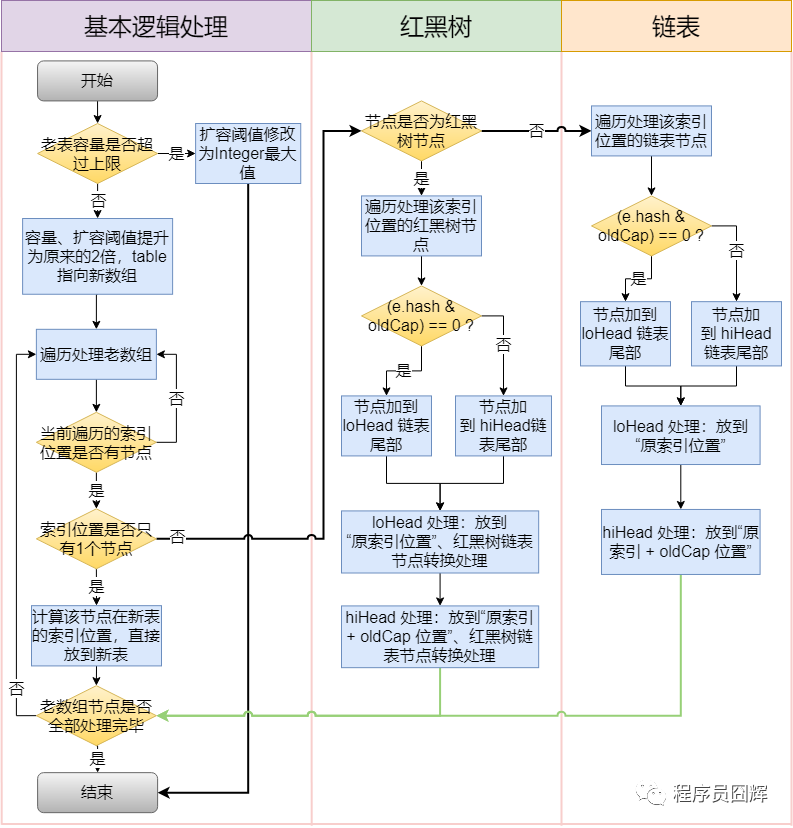 基本逻辑处理
红黑树
链表
开始
老表容量是否超
过上限
是
扩容阈值修改
为Integer最大
值
否
容量、扩容阈值提升
为原来的2倍，table
指向新数组
遍历处理老数组
否
当前遍历的索引
位置是否有节点
是
索引位置是否只
有1个节点
否
是
计算该节点在新表
的索引位置，直接
放到新表
否
老数组节点是否
全部处理完毕
是
结束
节点是否为红黑
树节点
否
是
遍历处理该索引
位置的红黑树节
点
(e.hash &
oldCap) == 0 ?
否
是
节点加到
loHead 链表
尾部
节点加
到 hiHead链
表尾部
loHead 处理：放到
“原索引位置”、红黑树链表
节点转换处理
hiHead 处理：放到“原索引
+ oldCap 位置”、红黑树链
表节点转换处理
遍历处理该索引
位置的链表节点
(e.hash &
oldCap) == 0 ?
否
是
节点加到
loHead 链表
尾部
节点加
到 hiHead
链表尾部
loHead 处理：放到
“原索引位置”
hiHead 处理：放到“原
索引 + oldCap 位置”
程序员囧辉